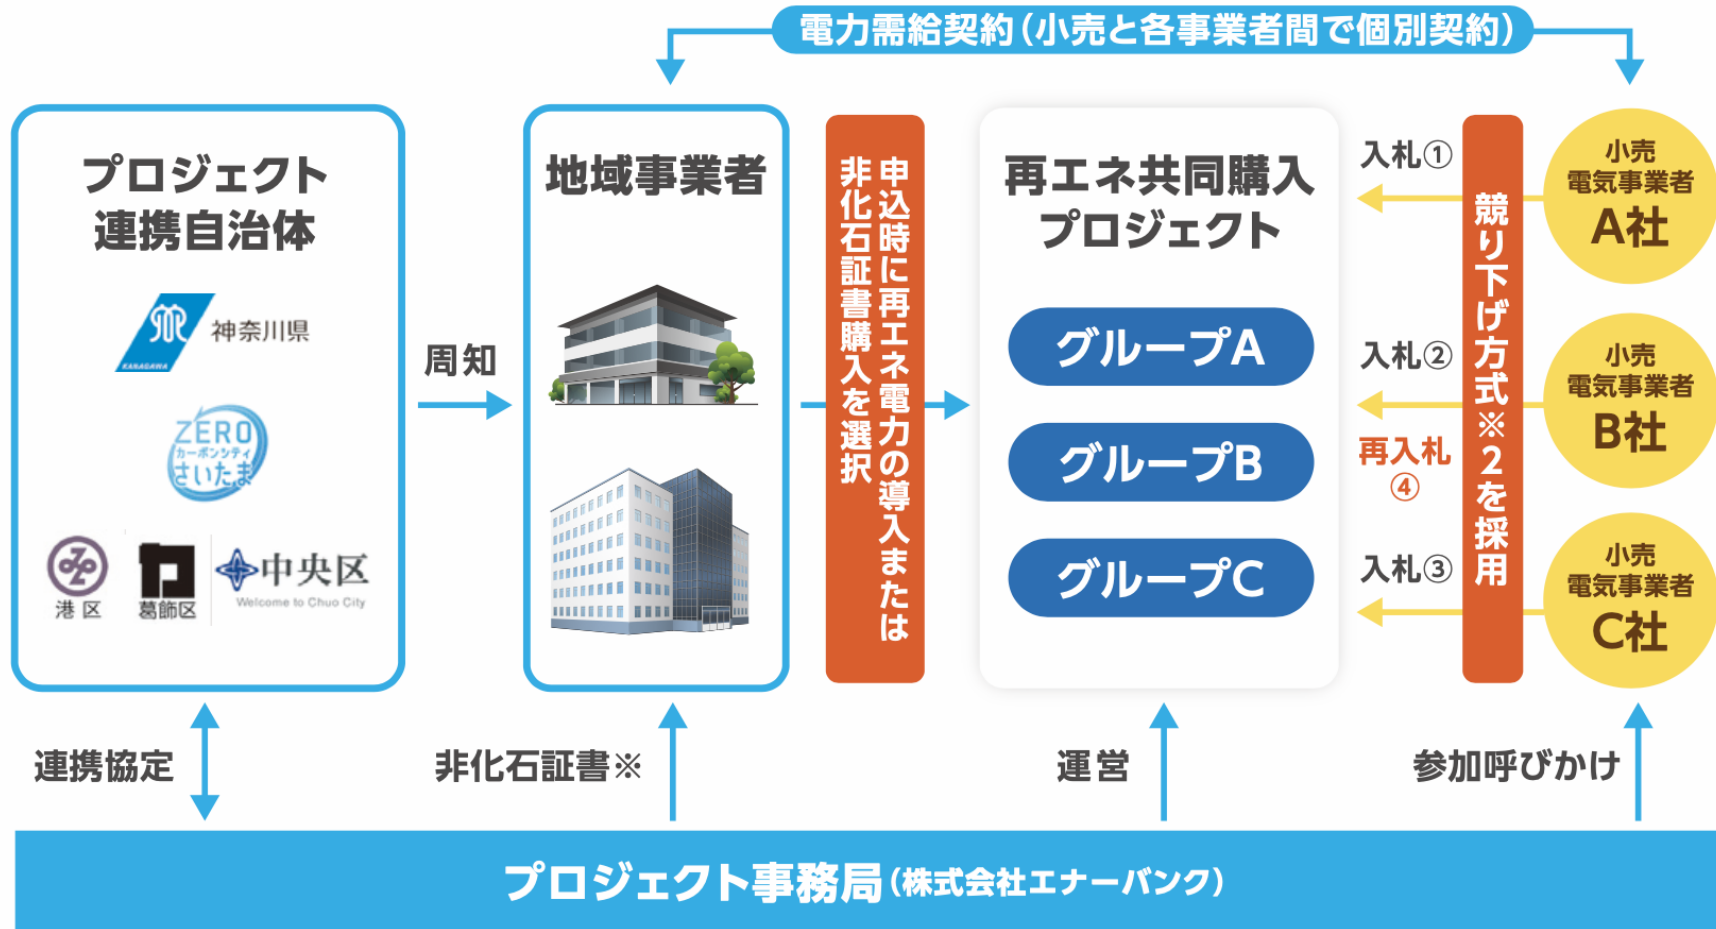 電力需給契約(小売と各事業者間で個別契約)
プロジェクト
連携自治体
KANAGAWA
神奈川県
ZERO
カーボンシティ
さいたま
港区
葛飾区
中央区
Welcome to Chuo City
周知
地域事業者
申込時に再エネ電力の導入または
非化石証書購入を選択
再エネ共同購入
プロジェクト
グループA
グループB
グループC
入札①
入札②
再入札
④
入札③
競り下げ方式※2を採用
小売
電気事業者
A社
小売
電気事業者
B社
小売
電気事業者
C社
連携協定
非化石証書※
運営
参加呼びかけ
プロジェクト事務局(株式会社エナーバンク)